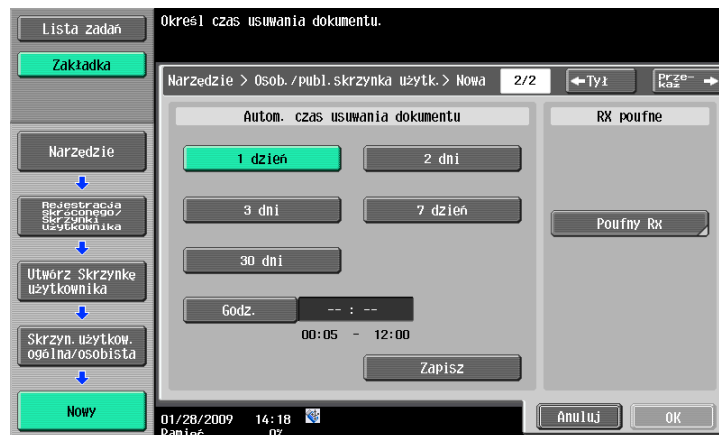 Lista zadań
Zakładka
Narzędzie
Rejestracja
skróconego/
Skrzynki
użytkownika
Utwórz Skrzynkę
użytkownika
Skrzyn.użytkow.
ogólna/osobista
Nowy
Określ czas usuwania dokumentu.
Narzędzie > Osob./publ.skrzynka użytk.> Nowa 2/2 ←Tył Prze-
każ →
Autom. czas usuwania dokumentu
1 dzień 2 dni
3 dni 7 dzień
30 dni
Godz. -- : --
00:05 - 12:00
Zapisz
RX poufne
Poufny Rx
01/28/2009 14:18
Pamięć 0%
Anuluj OK